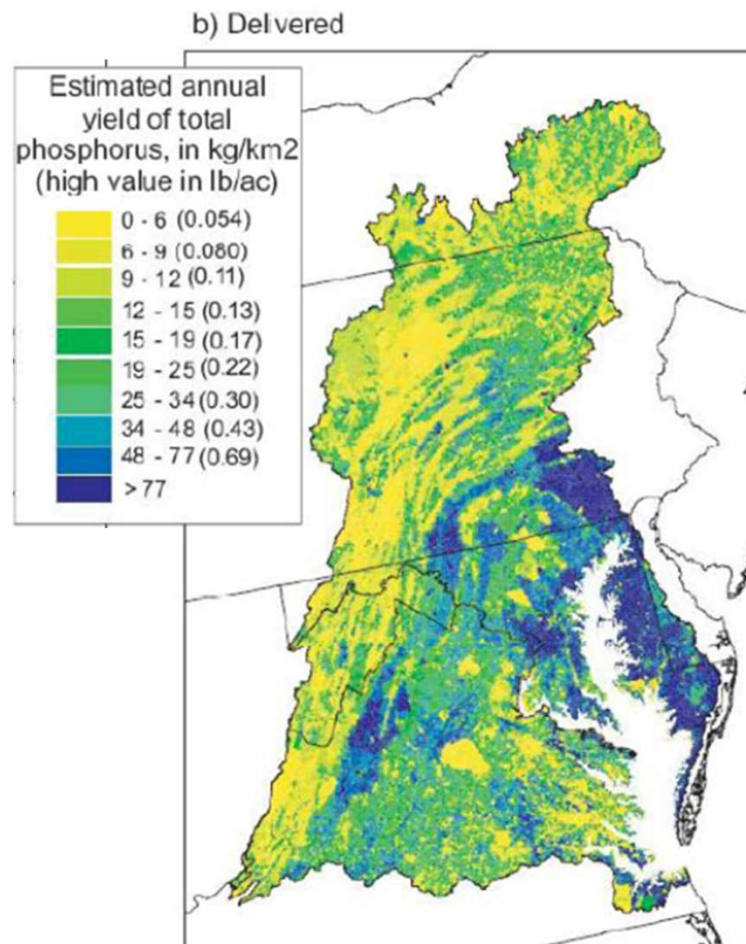 b) Delivered
Estimated annual
yield of total
phosphorus, in kg/km2
(high value in lb/ac)
0 - 6 (0.054)
6 - 9 (0.080)
9 - 12 (0.11)
12 - 15 (0.13)
15 - 19 (0.17)
19 - 25 (0.22)
25 - 34 (0.30)
34 - 48 (0.43)
48 - 77 (0.69)
> 77